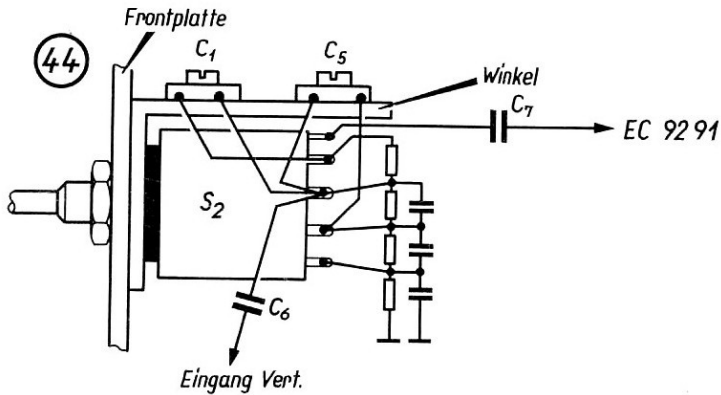 Frontplatte
44
C1
C5
Winkel
C7
EC 92 91
S2
C6
Eingang Vert.